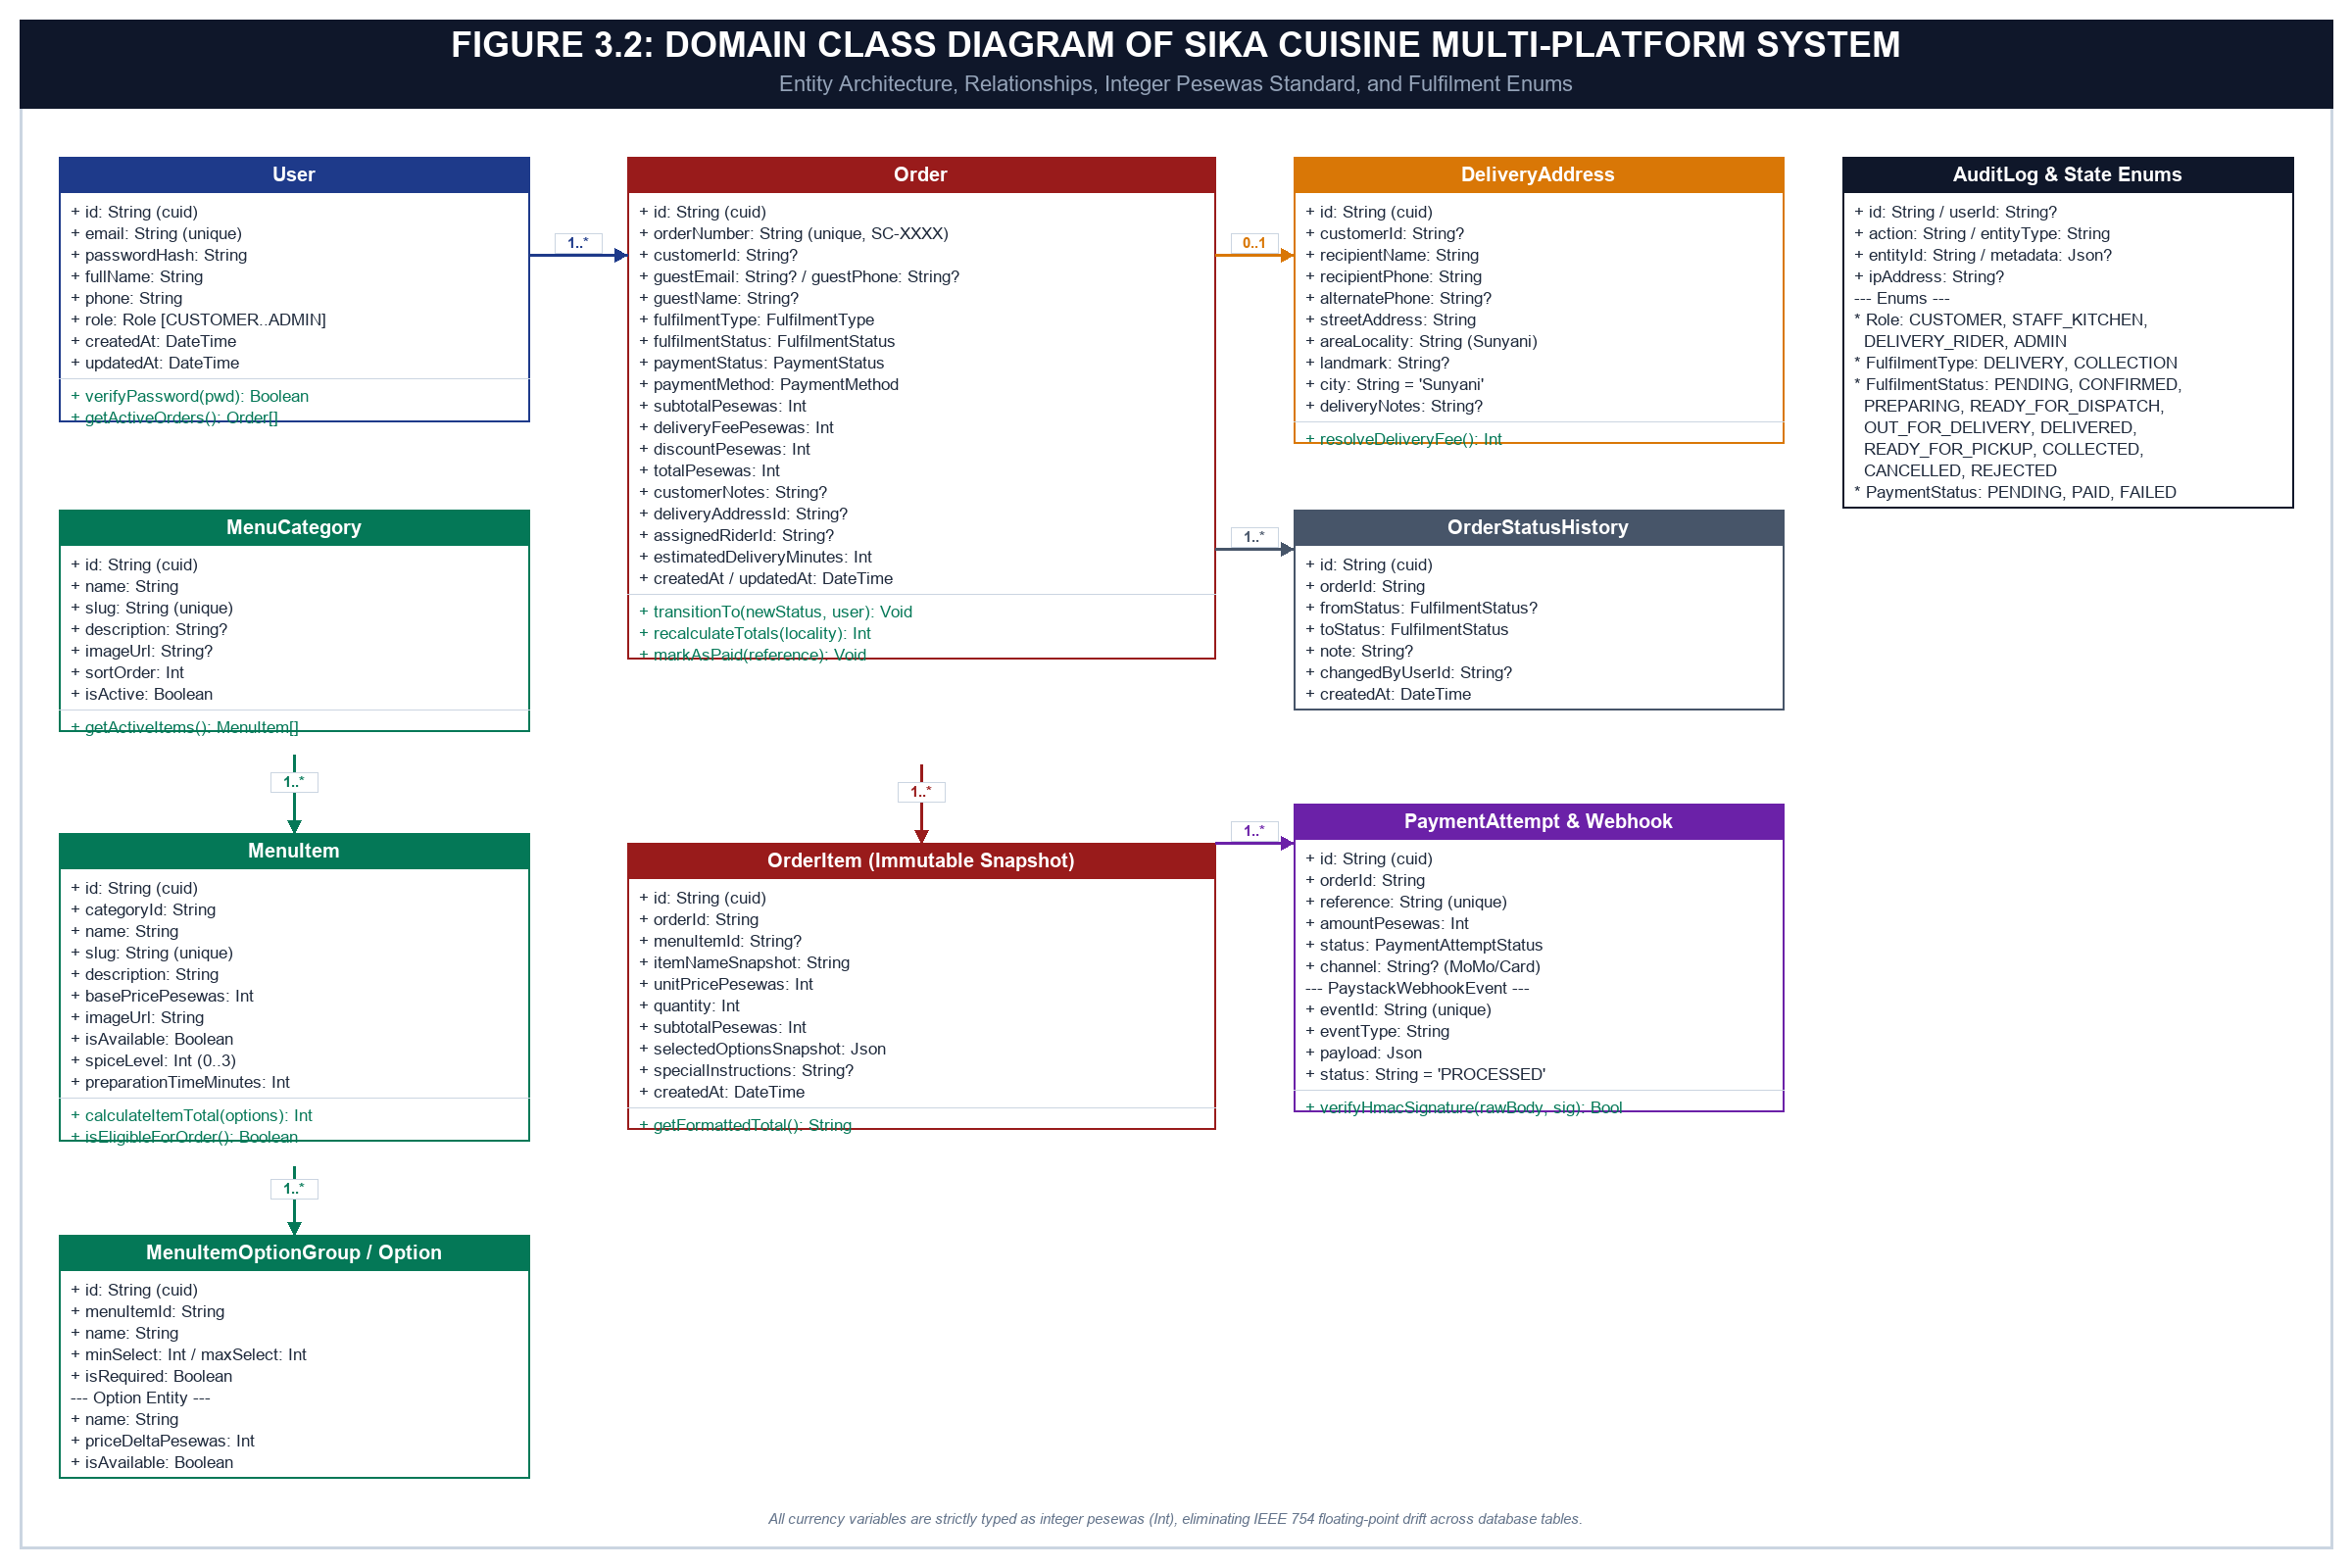 FIGURE 3.2: DOMAIN CLASS DIAGRAM OF SIKA CUISINE MULTI-PLATFORM SYSTEM
Entity Architecture, Relationships, Integer Pesewas Standard, and Fulfilment Enums
User
+ id: String (cuid)
+ email: String (unique)
+ passwordHash: String
+ fullName: String
+ phone: String
+ role: Role [CUSTOMER..ADMIN]
+ createdAt: DateTime
+ updatedAt: DateTime
+ verifyPassword(pwd): Boolean
+ getActiveOrders(): Order[]
1..*
Order
+ id: String (cuid)
+ orderNumber: String (unique, SC-XXXX)
+ customerId: String?
+ guestEmail: String? / guestPhone: String?
+ guestName: String?
+ fulfilmentType: FulfilmentType
+ fulfilmentStatus: FulfilmentStatus
+ paymentStatus: PaymentStatus
+ paymentMethod: PaymentMethod
+ subtotalPesewas: Int
+ deliveryFeePesewas: Int
+ discountPesewas: Int
+ totalPesewas: Int
+ customerNotes: String?
+ deliveryAddressId: String?
+ assignedRiderId: String?
+ estimatedDeliveryMinutes: Int
+ createdAt / updatedAt: DateTime
+ transitionTo(newStatus, user): Void
+ recalculateTotals(locality): Int
+ markAsPaid(reference): Void
0..1
DeliveryAddress
+ id: String (cuid)
+ customerId: String?
+ recipientName: String
+ recipientPhone: String
+ alternatePhone: String?
+ streetAddress: String
+ areaLocality: String (Sunyani)
+ landmark: String?
+ city: String = 'Sunyani'
+ deliveryNotes: String?
+ resolveDeliveryFee(): Int
AuditLog & State Enums
+ id: String / userId: String?
+ action: String / entityType: String
+ entityId: String / metadata: Json?
+ ipAddress: String?
--- Enums ---
* Role: CUSTOMER, STAFF_KITCHEN,
DELIVERY_RIDER, ADMIN
* FulfilmentType: DELIVERY, COLLECTION
* FulfilmentStatus: PENDING, CONFIRMED,
PREPARING, READY_FOR_DISPATCH,
OUT_FOR_DELIVERY, DELIVERED,
READY_FOR_PICKUP, COLLECTED,
CANCELLED, REJECTED
* PaymentStatus: PENDING, PAID, FAILED
MenuCategory
+ id: String (cuid)
+ name: String
+ slug: String (unique)
+ description: String?
+ imageUrl: String?
+ sortOrder: Int
+ isActive: Boolean
+ getActiveItems(): MenuItem[]
1..*
1..*
OrderStatusHistory
+ id: String (cuid)
+ orderId: String
+ fromStatus: FulfilmentStatus?
+ toStatus: FulfilmentStatus
+ note: String?
+ changedByUserId: String?
+ createdAt: DateTime
MenuItem
+ id: String (cuid)
+ categoryId: String
+ name: String
+ slug: String (unique)
+ description: String
+ basePricePesewas: Int
+ imageUrl: String
+ isAvailable: Boolean
+ spiceLevel: Int (0..3)
+ preparationTimeMinutes: Int
+ calculateItemTotal(options): Int
+ isEligibleForOrder(): Boolean
1..*
1..*
OrderItem (Immutable Snapshot)
+ id: String (cuid)
+ orderId: String
+ menuItemId: String?
+ itemNameSnapshot: String
+ unitPricePesewas: Int
+ quantity: Int
+ subtotalPesewas: Int
+ selectedOptionsSnapshot: Json
+ specialInstructions: String?
+ createdAt: DateTime
+ getFormattedTotal(): String
1..*
PaymentAttempt & Webhook
+ id: String (cuid)
+ orderId: String
+ reference: String (unique)
+ amountPesewas: Int
+ status: PaymentAttemptStatus
+ channel: String? (MoMo/Card)
--- PaystackWebhookEvent ---
+ eventId: String (unique)
+ eventType: String
+ payload: Json
+ status: String = 'PROCESSED'
+ verifyHmacSignature(rawBody, sig): Bool
MenuItemOptionGroup / Option
+ id: String (cuid)
+ menuItemId: String
+ name: String
+ minSelect: Int / maxSelect: Int
+ isRequired: Boolean
--- Option Entity ---
+ name: String
+ priceDeltaPesewas: Int
+ isAvailable: Boolean
All currency variables are strictly typed as integer pesewas (Int), eliminating IEEE 754 floating-point drift across database tables.